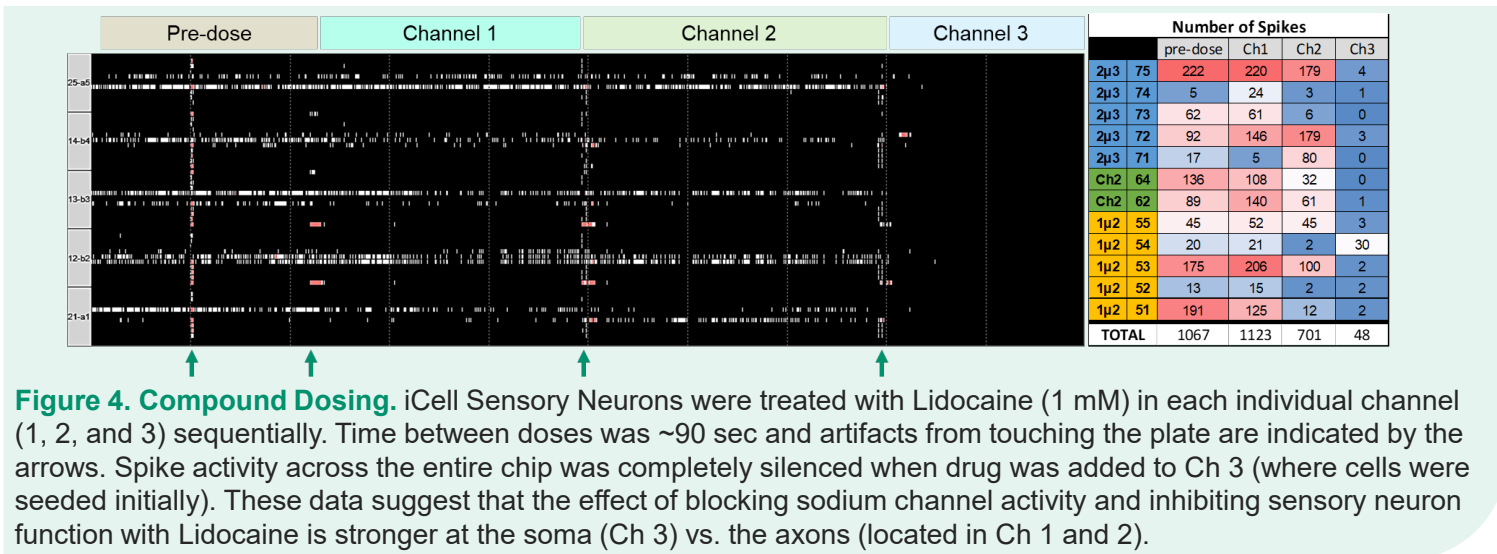 Pre-dose Channel 1 Channel 2 Channel 3
25-a5
14-b4
13-b3
12-b2
21-a1
Number of Spikes
pre-dose Ch1 Ch2 Ch3
2µ3 75 222 220 179 4
2µ3 74 5 24 3 1
2µ3 73 62 61 6 0
2µ3 72 92 146 179 3
2µ3 71 17 5 80 0
Ch2 64 136 108 32 0
Ch2 62 89 140 61 1
1µ2 55 45 52 45 3
1µ2 54 20 21 2 30
1µ2 53 175 206 100 2
1µ2 52 13 15 2 2
1µ2 51 191 125 12 2
TOTAL 1067 1123 701 48
Figure 4. Compound Dosing. iCell Sensory Neurons were treated with Lidocaine (1 mM) in each individual channel
(1, 2, and 3) sequentially. Time between doses was ~90 sec and artifacts from touching the plate are indicated by the
arrows. Spike activity across the entire chip was completely silenced when drug was added to Ch 3 (where cells were
seeded initially). These data suggest that the effect of blocking sodium channel activity and inhibiting sensory neuron
function with Lidocaine is stronger at the soma (Ch 3) vs. the axons (located in Ch 1 and 2).